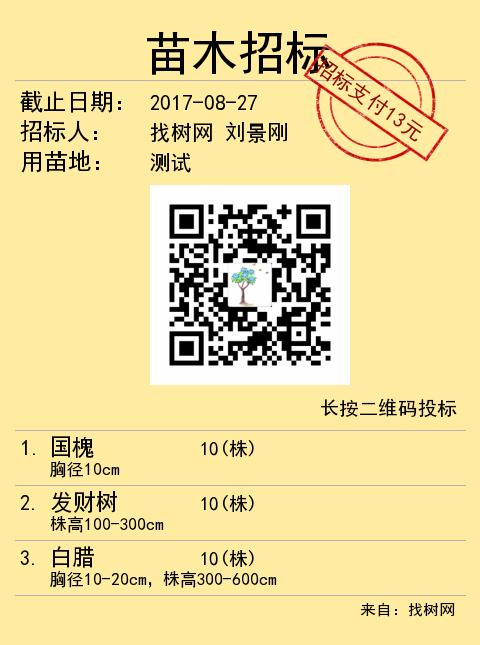 苗木招标
招标支付13元
截止日期： 2017-08-27
招标人： 找树网 刘景刚
用苗地： 测试
长按二维码投标
1. 国槐 10(株)
胸径10cm
2. 发财树 10(株)
株高100-300cm
3. 白腊 10(株)
胸径10-20cm，株高300-600cm
来自：找树网